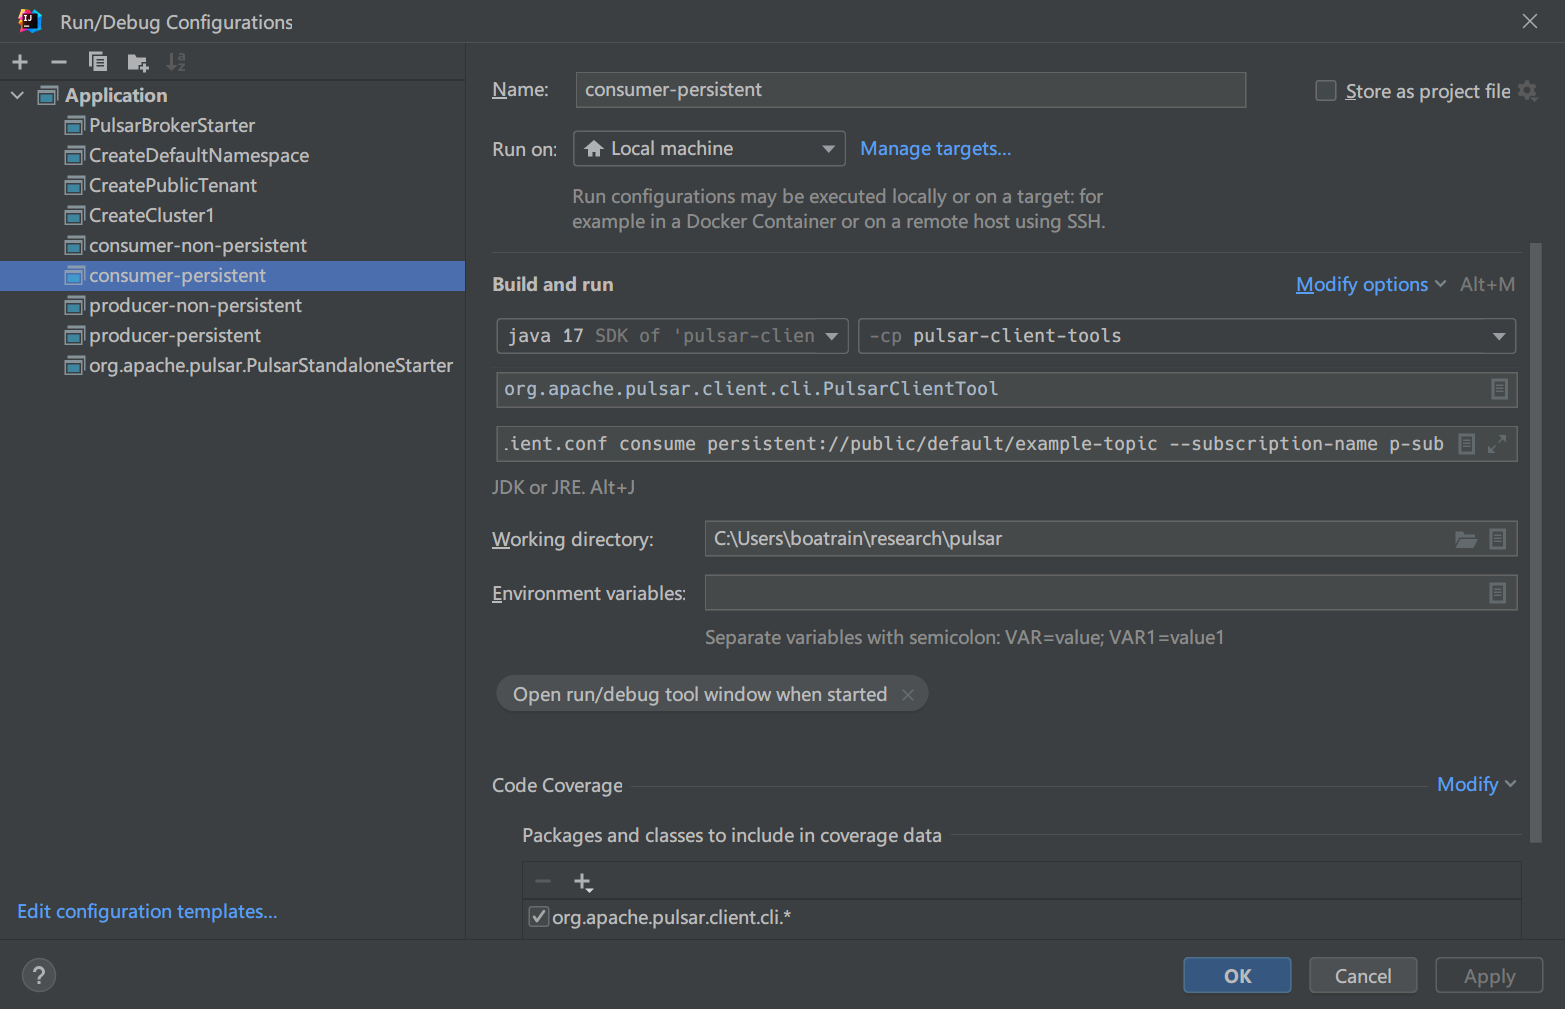 Run/Debug Configurations
Application
PulsarBrokerStarter
CreateDefaultNamespace
CreatePublicTenant
CreateCluster1
consumer-non-persistent
consumer-persistent
producer-non-persistent
producer-persistent
org.apache.pulsar.PulsarStandaloneStarter
Edit configuration templates...
Name: consumer-persistent Store as project file
Run on: Local machine Manage targets...
Run configurations may be executed locally or on a target: for
example in a Docker Container or on a remote host using SSH.
Build and run Modify options Alt+M
java 17 SDK of 'pulsar-clien -cp pulsar-client-tools
org.apache.pulsar.client.cli.PulsarClientTool
.ient.conf consume persistent://public/default/example-topic --subscription-name p-sub
JDK or JRE. Alt+J
Working directory: C:\Users\boatrain\research\pulsar
Environment variables:
Separate variables with semicolon: VAR=value; VAR1=value1
Open run/debug tool window when started
Code Coverage Modify
Packages and classes to include in coverage data
org.apache.pulsar.client.cli.*
? OK Cancel Apply